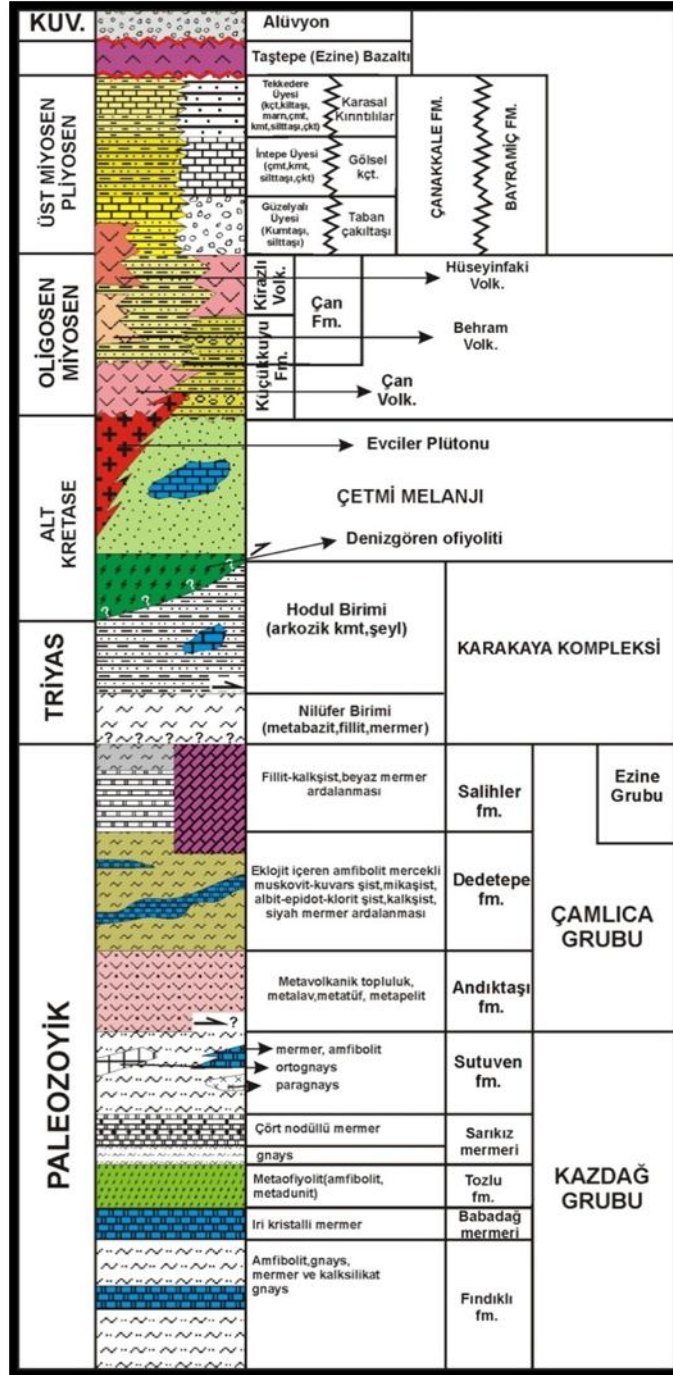 KUV.
Alüvyon
Taştepe (Ezine) Bazaltı
ÜST MİYOSEN
PLİYOSEN
Tekkedere
Üyesi
(kçt,kiltaşı,
marn,çmt,
kmt,silttaşı,çkt)
Karasal
Kırıntılılar
İntepe Üyesi
(çmt,kmt,
silttaşı,çkt)
Gölsel
kçt.
Güzelyalı
Üyesi
(Kumtaşı,
silttaşı)
Taban
çakıltaşı
ÇANAKKALE FM.
BAYRAMİÇ FM.
OLİGOSEN
MİYOSEN
Kirazlı
Volk.
Küçükkuyu
Fm.
Çan
Fm.
Hüseyinfaki
Volk.
Behram
Volk.
Çan
Volk.
ALT
KRETASE
Evciler Plütonu
ÇETMİ MELANJI
Denizgören ofiyoliti
? ? ? ?
TRİYAS
Hodul Birimi
(arkozik kmt,şeyl)
KARAKAYA KOMPLEKSİ
Nilüfer Birimi
(metabazit,fillit,mermer)
? ? ? ? ? ?
PALEOZOYİK
Fillit-kalkşist,beyaz mermer
ardalanması
Salihler
fm.
Ezine
Grubu
Eklojit içeren amfibolit mercekli
muskovit-kuvars şist,mikaşist,
albit-epidot-klorit şist,kalkşist,
siyah mermer ardalanması
Dedetepe
fm.
ÇAMLICA
GRUBU
Metavolkanik topluluk,
metalav,metatüf, metapelit
Andıktaşı
fm.
?
mermer, amfibolit
ortognays
paragnays
Sutuven
fm.
Çört nodüllü mermer
gnays
Sarıkız
mermeri
KAZDAĞ
GRUBU
Metaofiyolit(amfibolit,
metadunit)
Tozlu
fm.
Iri kristalli mermer
Babadağ
mermeri
Amfibolit,gnays,
mermer ve kalksilikat
gnays
Fındıklı
fm.